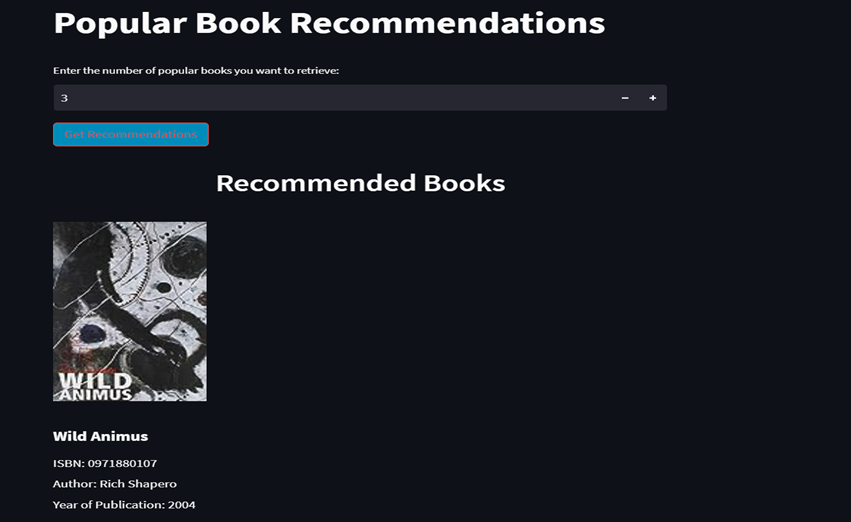 Popular Book Recommendations
Enter the number of popular books you want to retrieve:
3 − +
Get Recommendations
Recommended Books
WILD
ANIMUS
Wild Animus
ISBN: 0971880107
Author: Rich Shapero
Year of Publication: 2004